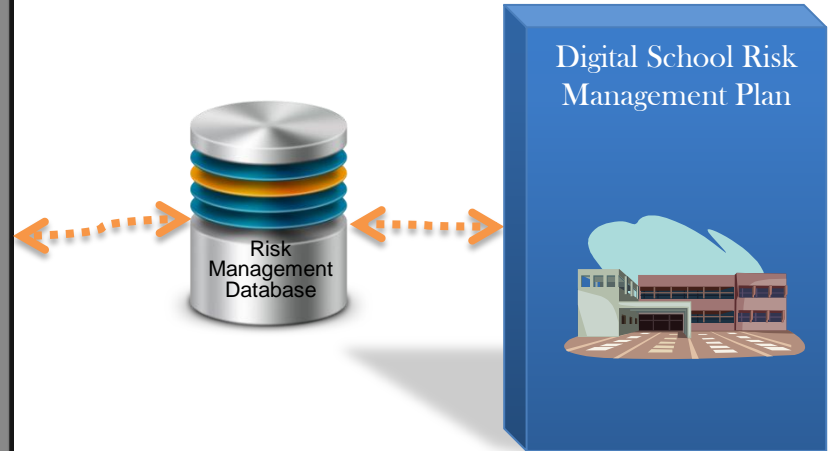 Digital School Risk
Management Plan
Risk
Management
Database